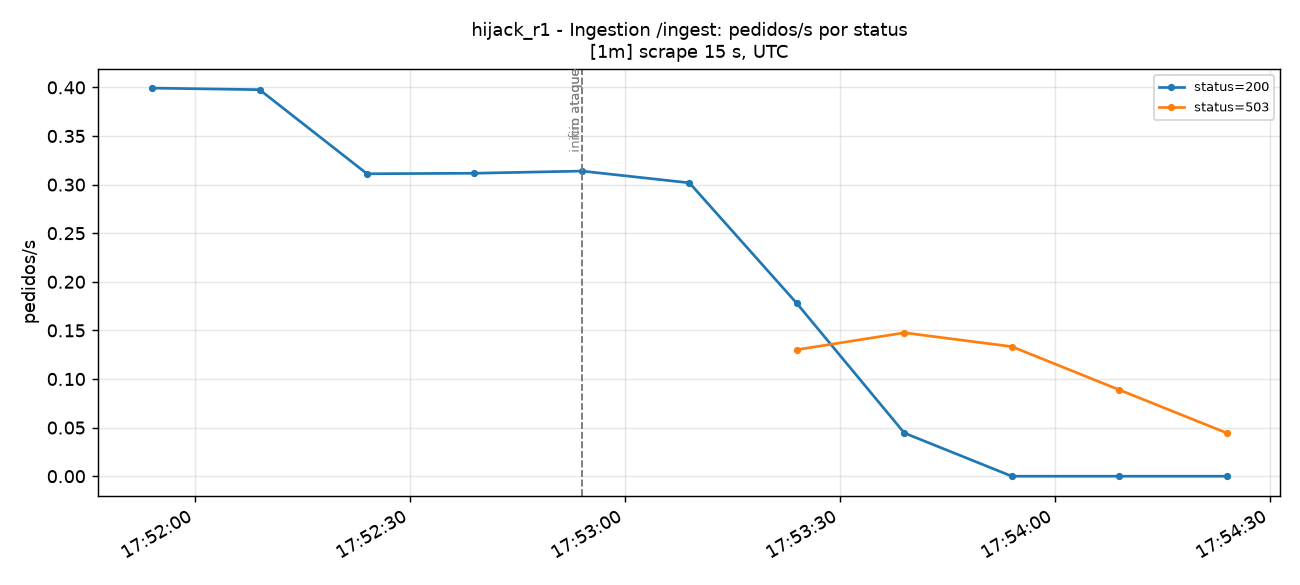 hijack_r1 - Ingestion /ingest: pedidos/s por status
[1m] scrape 15 s, UTC
pedidos/s
0.40
0.35
0.30
0.25
0.20
0.15
0.10
0.05
0.00
ataque
status=200
status=503
17:52:00
17:52:30
17:53:00
17:53:30
17:54:00
17:54:30